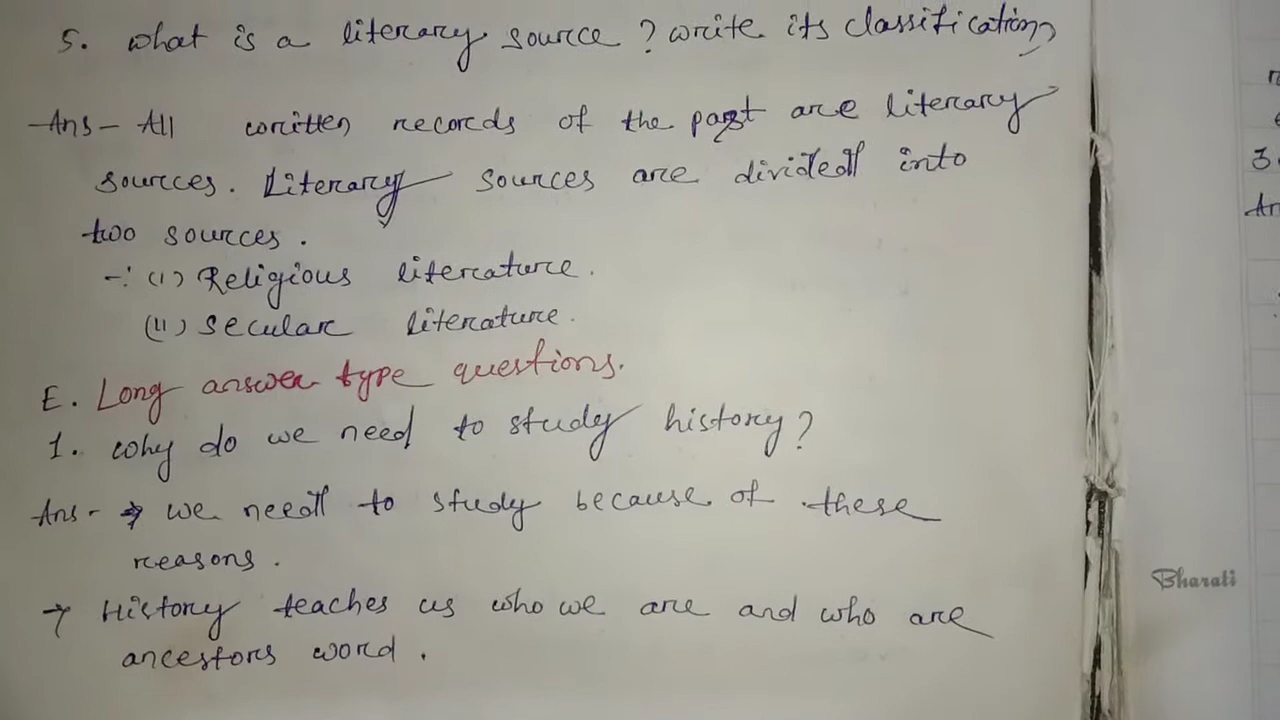 5. what is a literary source ? write its classification
Ans - All written records of the past are literary
sources. Literary sources are divided into
two sources.
-: (i) Religious literature.
(ii) Secular literature.
E. Long answer type questions.
1. Why do we need to study history?
Ans - → we need to study because of these
reasons.
→ History teaches us who we are and who are
ancestors word.
Bharati
3.
An